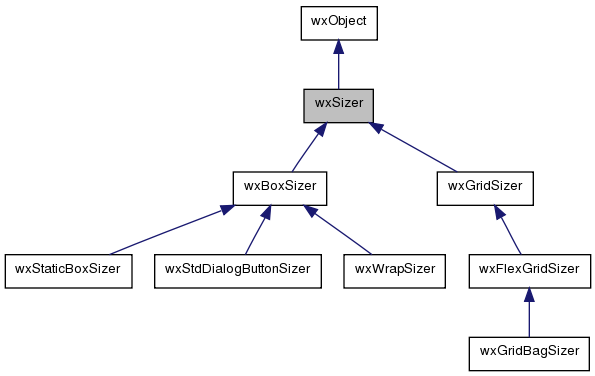 wxObject
wxSizer
wxBoxSizer
wxGridSizer
wxStaticBoxSizer
wxStdDialogButtonSizer
wxWrapSizer
wxFlexGridSizer
wxGridBagSizer